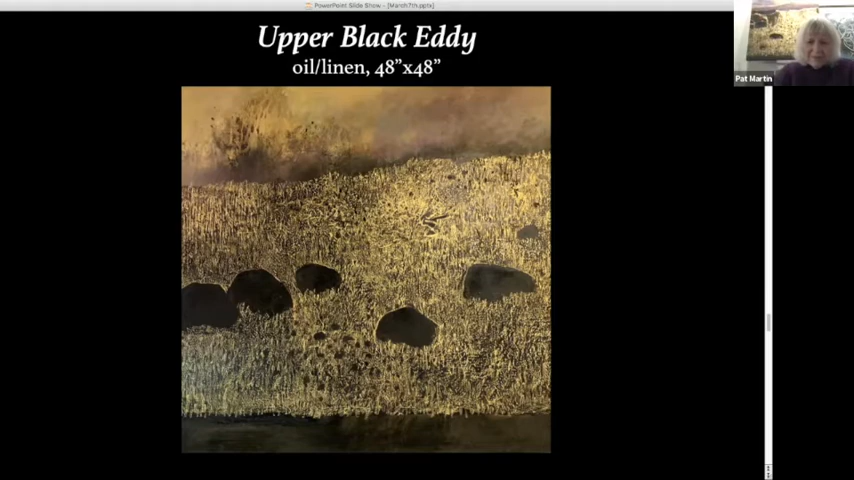 PowerPoint Slide Show - [March7th.pptx]
Upper Black Eddy
oil/linen, 48”x48”
Pat Martin